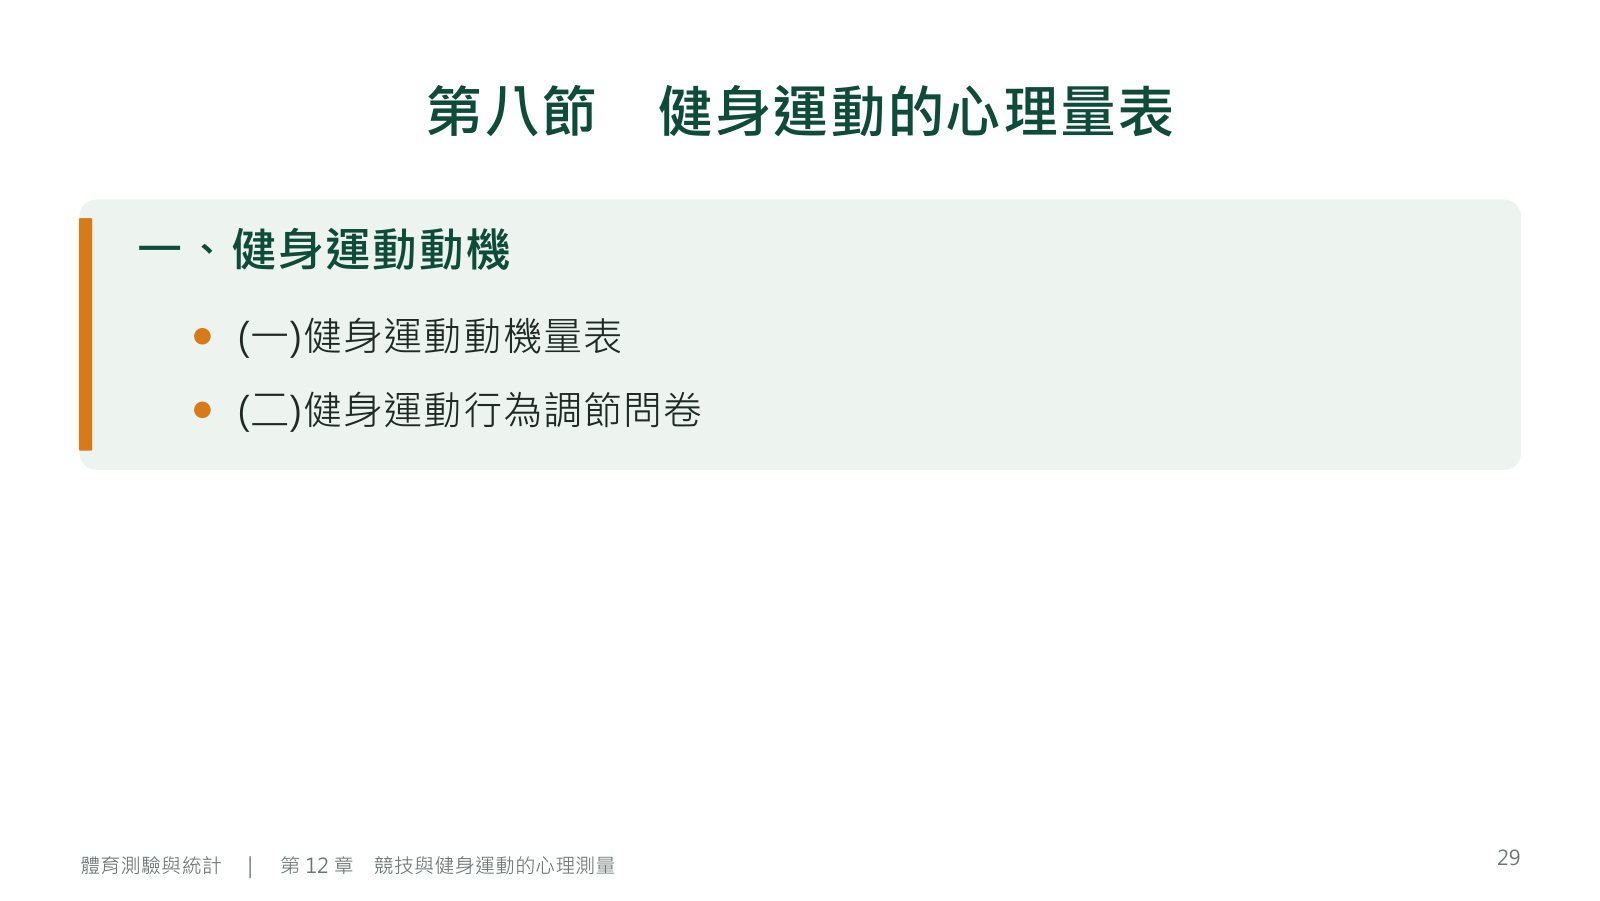 第八節　健身運動的心理量表
一、健身運動動機
(一)健身運動動機量表
(二)健身運動行為調節問卷
體育測驗與統計　|　第 12 章　競技與健身運動的心理測量
29